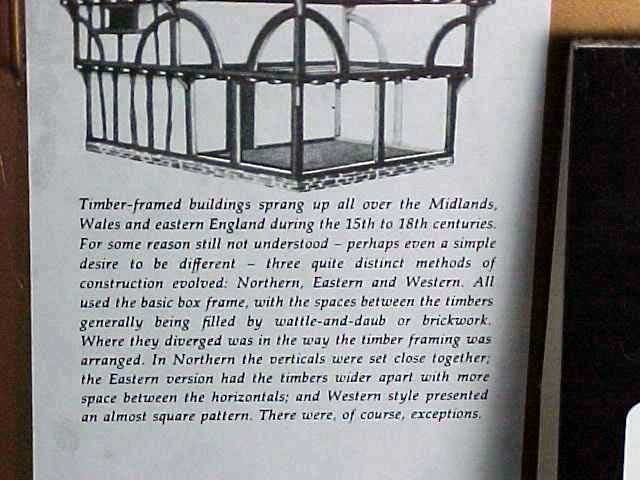 Timber-framed buildings sprang up all over the Midlands,
Wales and eastern England during the 15th to 18th centuries.
For some reason still not understood – perhaps even a simple
desire to be different – three quite distinct methods of
construction evolved: Northern, Eastern and Western. All
used the basic box frame, with the spaces between the timbers
generally being filled by wattle-and-daub or brickwork.
Where they diverged was in the way the timber framing was
arranged. In Northern the verticals were set close together;
the Eastern version had the timbers wider apart with more
space between the horizontals; and Western style presented
an almost square pattern. There were, of course, exceptions.